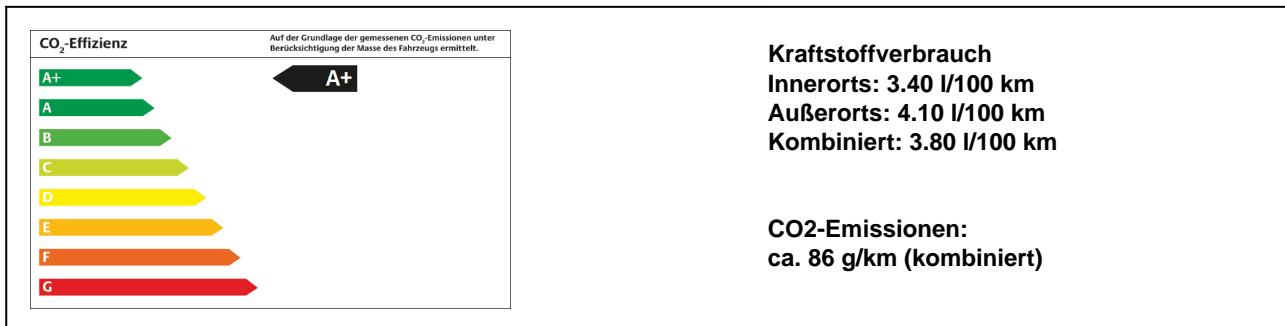 CO₂-Effizienz
Auf der Grundlage der gemessenen CO₂-Emissionen unter
Berücksichtigung der Masse des Fahrzeugs ermittelt.
A+
A+
A
B
C
D
E
F
G
Kraftstoffverbrauch
Innerorts: 3.40 l/100 km
Außerorts: 4.10 l/100 km
Kombiniert: 3.80 l/100 km
CO2-Emissionen:
ca. 86 g/km (kombiniert)